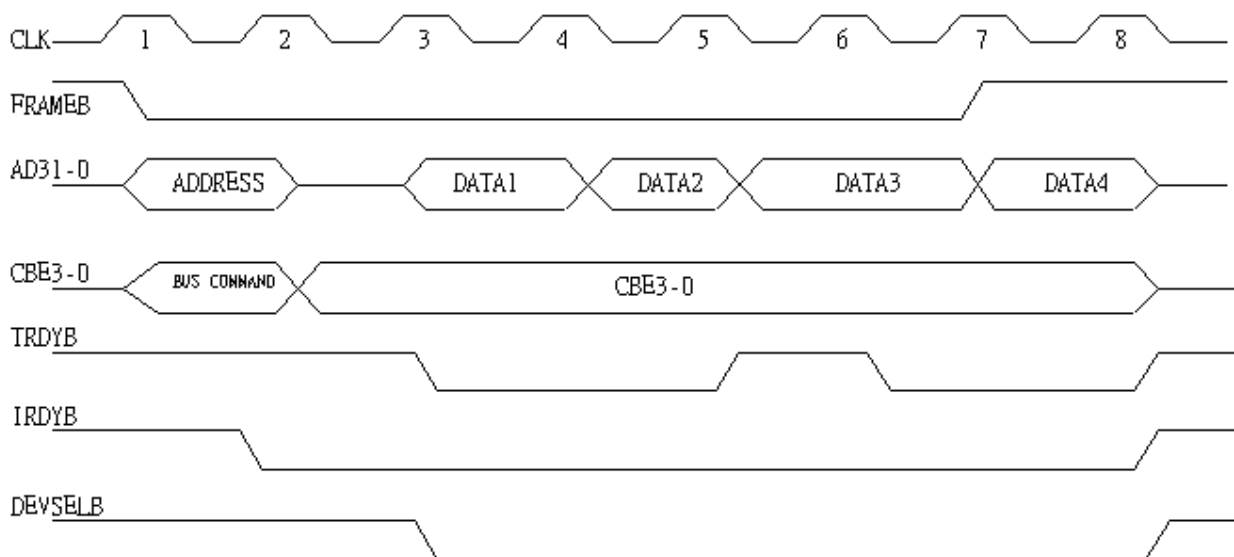 CLK 1 2 3 4 5 6 7 8
FRAMEB
AD31-0 ADDRESS DATA1 DATA2 DATA3 DATA4
CBE3-0 BUS COMMAND CBE3-0
TRDYB
IRDYB
DEVSELB